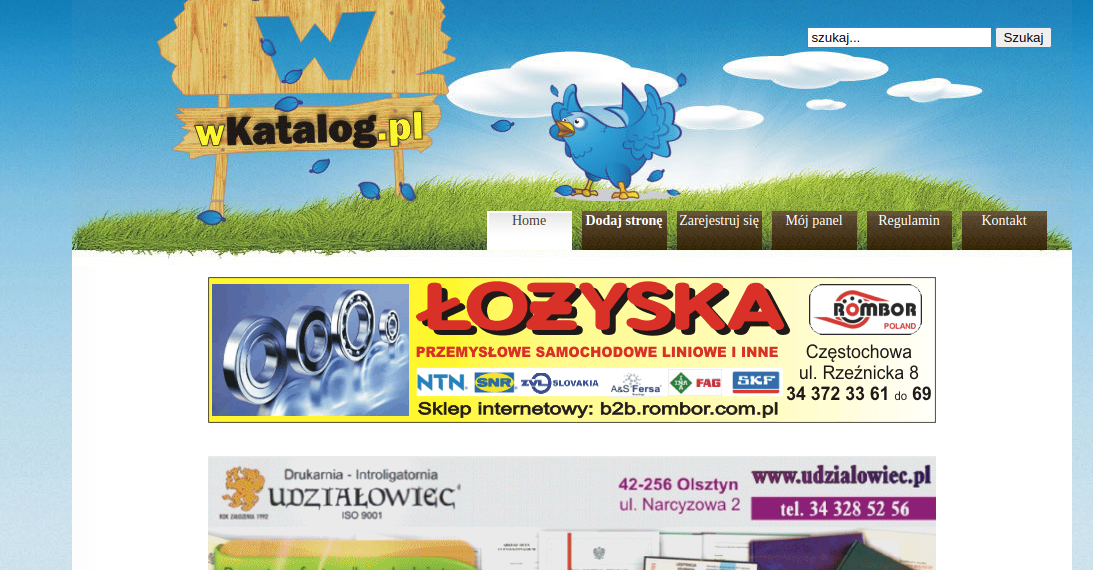 W
wKatalog.pl
szukaj...
Szukaj
Home
Dodaj stronę
Zarejestruj się
Mój panel
Regulamin
Kontakt
ŁOŻYSKA
PRZEMYSŁOWE SAMOCHODOWE LINIOWE I INNE
NTN SNR ZVL SLOVAKIA A&S Fersa INA FAG SKF
Sklep internetowy: b2b.rombor.com.pl
ROMBOR
POLAND
Częstochowa
ul. Rzeźnicka 8
34 372 33 61 do 69
Drukarnia - Introligatornia
UDZIAŁOWIEC
ISO 9001
ROK ZAŁOŻENIA 1992
42-256 Olsztyn
ul. Narcyzowa 2
www.udzialowiec.pl
tel. 34 328 52 56